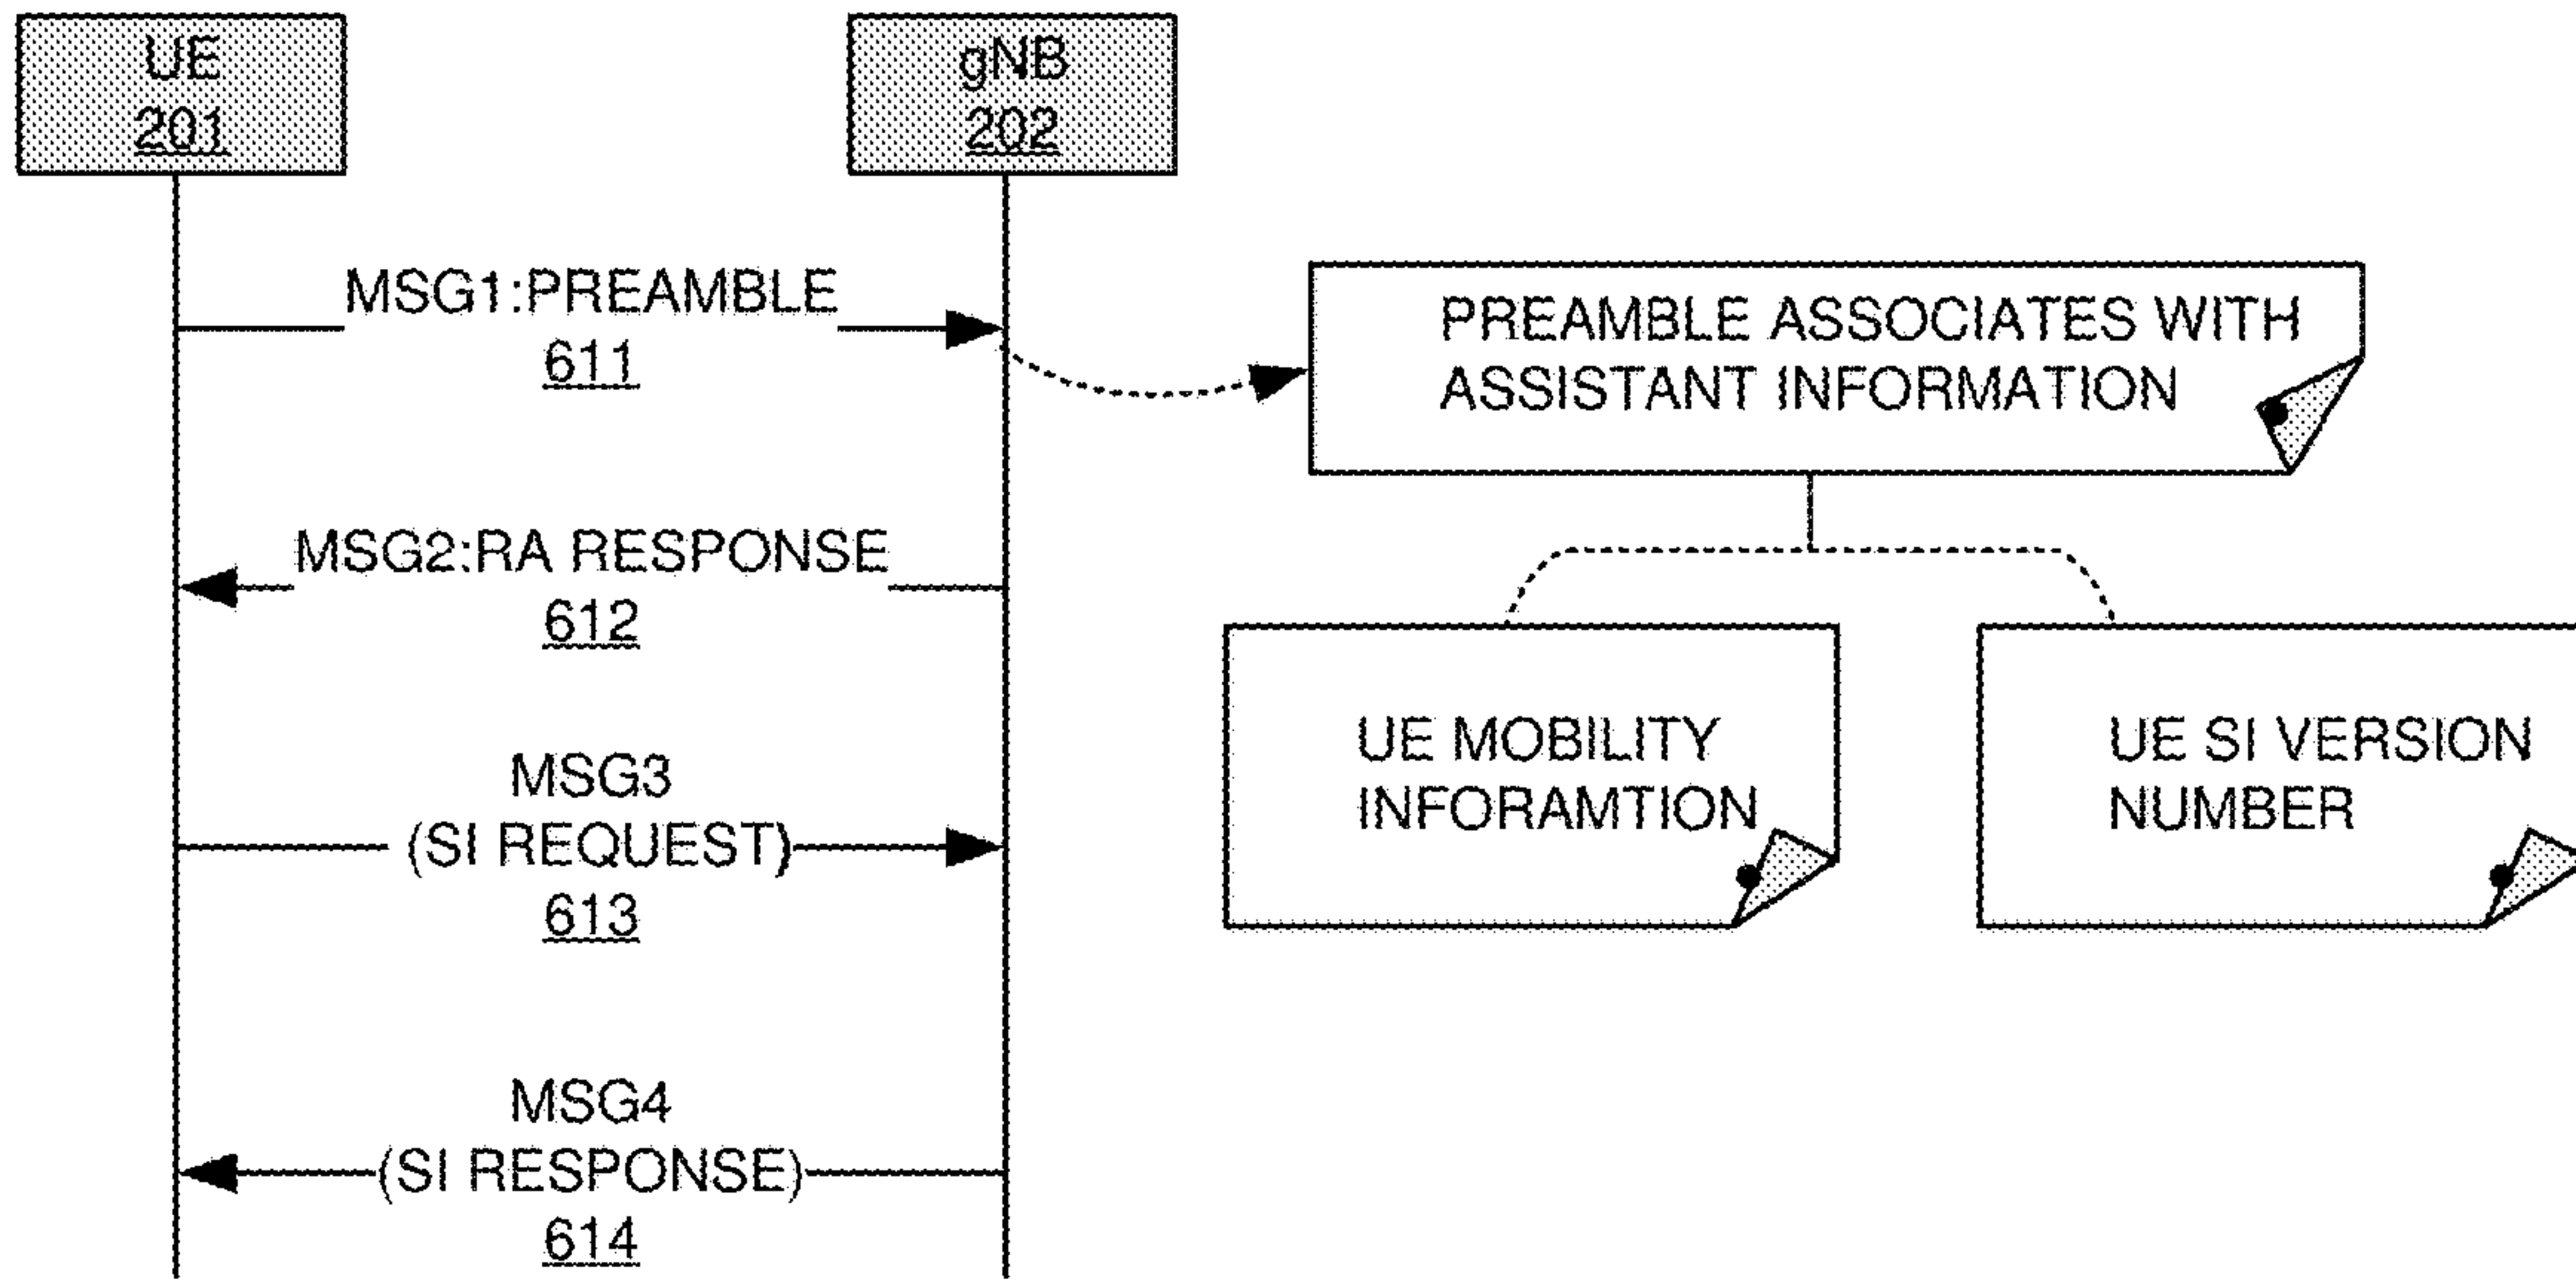 UE
201
gNB
202
MSG1:PREAMBLE
611
PREAMBLE ASSOCIATES WITH
ASSISTANT INFORMATION
MSG2:RA RESPONSE
612
UE MOBILITY
INFORAMTION
UE SI VERSION
NUMBER
MSG3
(SI REQUEST)
613
MSG4
(SI RESPONSE)
614